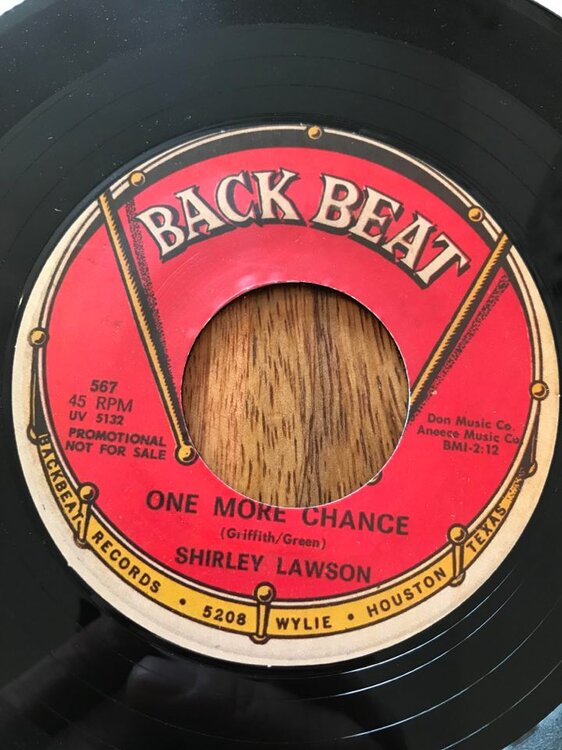 BACK BEAT
567
45 RPM
UV 5132
PROMOTIONAL
NOT FOR SALE
Don Music Co.
Aneece Music Co
BMI-2:12
ONE MORE CHANCE
(Griffith/Green)
SHIRLEY LAWSON
BACKBEAT RECORDS • 5208 WYLIE • HOUSTON TEXAS